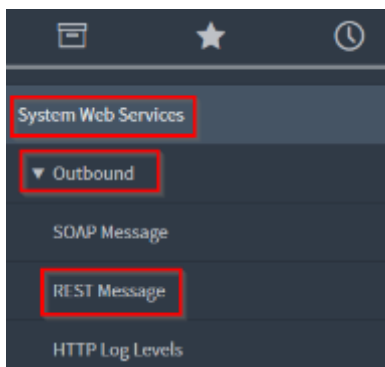 System Web Services
Outbound
SOAP Message
REST Message
HTTP Log Levels